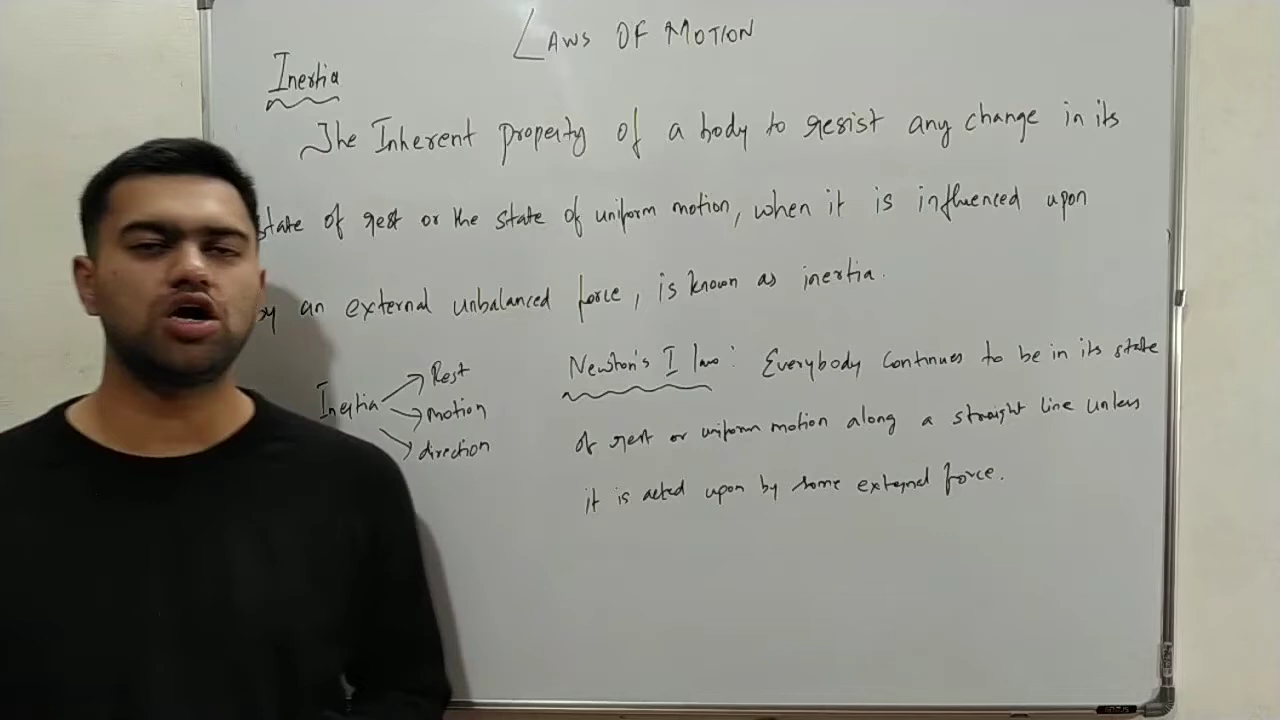 LAWS OF MOTION
Inertia
The Inherent property of a body to resist any change in its
state of rest or the state of uniform motion, when it is influenced upon
by an external unbalanced force, is known as inertia.
Inertia
Rest
motion
direction
Newton's I law: Everybody continues to be in its state
of rest or uniform motion along a straight line unless
it is acted upon by some external force.